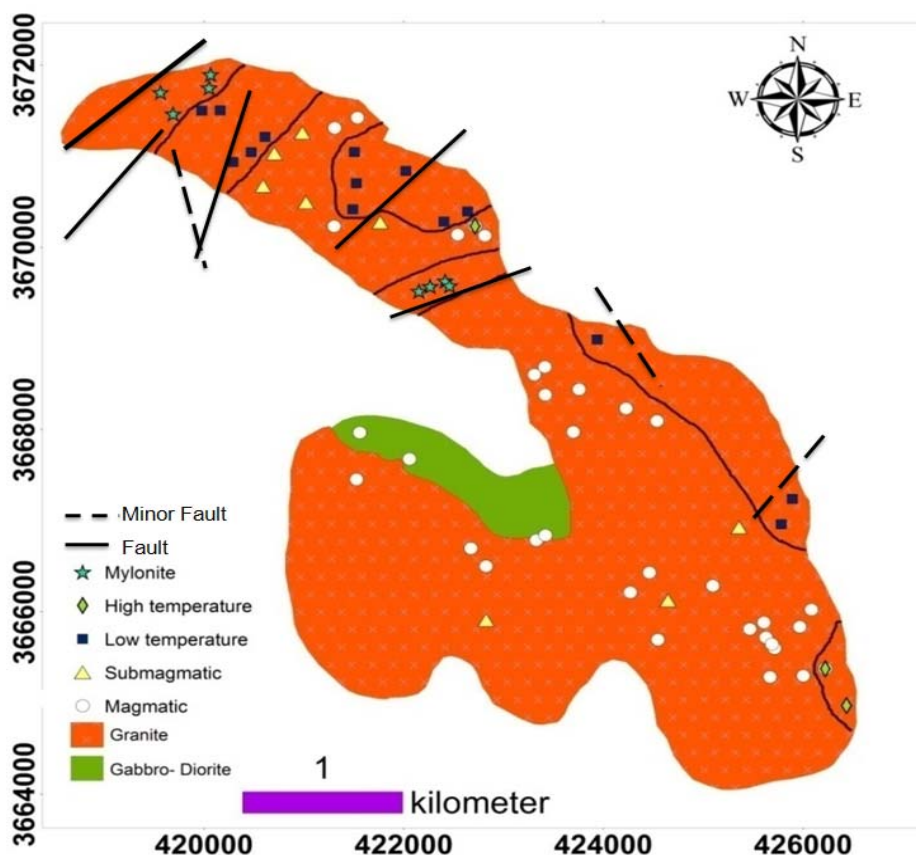 3672000
3670000
3668000
3666000
3664000
N
W E
S
Minor Fault
Fault
Mylonite
High temperature
Low temperature
Submagmatic
Magmatic
Granite
Gabbro- Diorite
1
kilometer
420000 422000 424000 426000